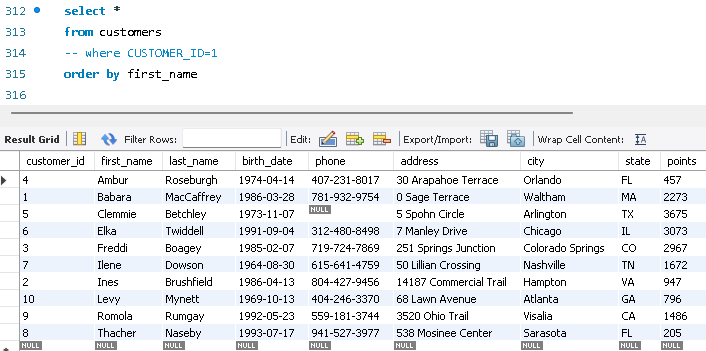 312 select *
313 from customers
314 -- where CUSTOMER_ID=1
315 order by first_name
316
Result Grid Filter Rows: Edit: Export/Import: Wrap Cell Content: IA
customer_id first_name last_name birth_date phone address city state points
4 Ambur Roseburgh 1974-04-14 407-231-8017 30 Arapahoe Terrace Orlando FL 457
1 Babara MacCaffrey 1986-03-28 781-932-9754 0 Sage Terrace Waltham MA 2273
5 Clemmie Betchley 1973-11-07 NULL 5 Spohn Circle Arlington TX 3675
6 Elka Twiddell 1991-09-04 312-480-8498 7 Manley Drive Chicago IL 3073
3 Freddi Boagey 1985-02-07 719-724-7869 251 Springs Junction Colorado Springs CO 2967
7 Ilene Dowson 1964-08-30 615-641-4759 50 Lillian Crossing Nashville TN 1672
2 Ines Brushfield 1986-04-13 804-427-9456 14187 Commercial Trail Hampton VA 947
10 Levy Mynett 1969-10-13 404-246-3370 68 Lawn Avenue Atlanta GA 796
9 Romola Rumgay 1992-05-23 559-181-3744 3520 Ohio Trail Visalia CA 1486
8 Thacher Naseby 1993-07-17 941-527-3977 538 Mosinee Center Sarasota FL 205
NULL NULL NULL NULL NULL NULL NULL NULL NULL